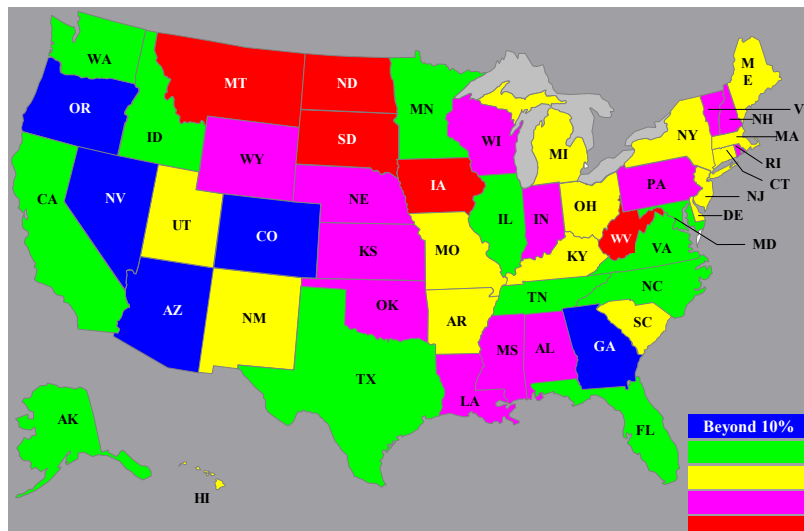 WA
MT
ND
MN
M
E
OR
ID
SD
WI
V
NH
NY
MA
WY
MI
RI
CT
CA
NV
NE
IA
PA
NJ
UT
CO
IL
IN
OH
DE
KS
MO
WV
VA
MD
KY
AZ
NM
OK
AR
TN
NC
SC
MS
AL
GA
TX
LA
AK
FL
HI
Beyond 10%